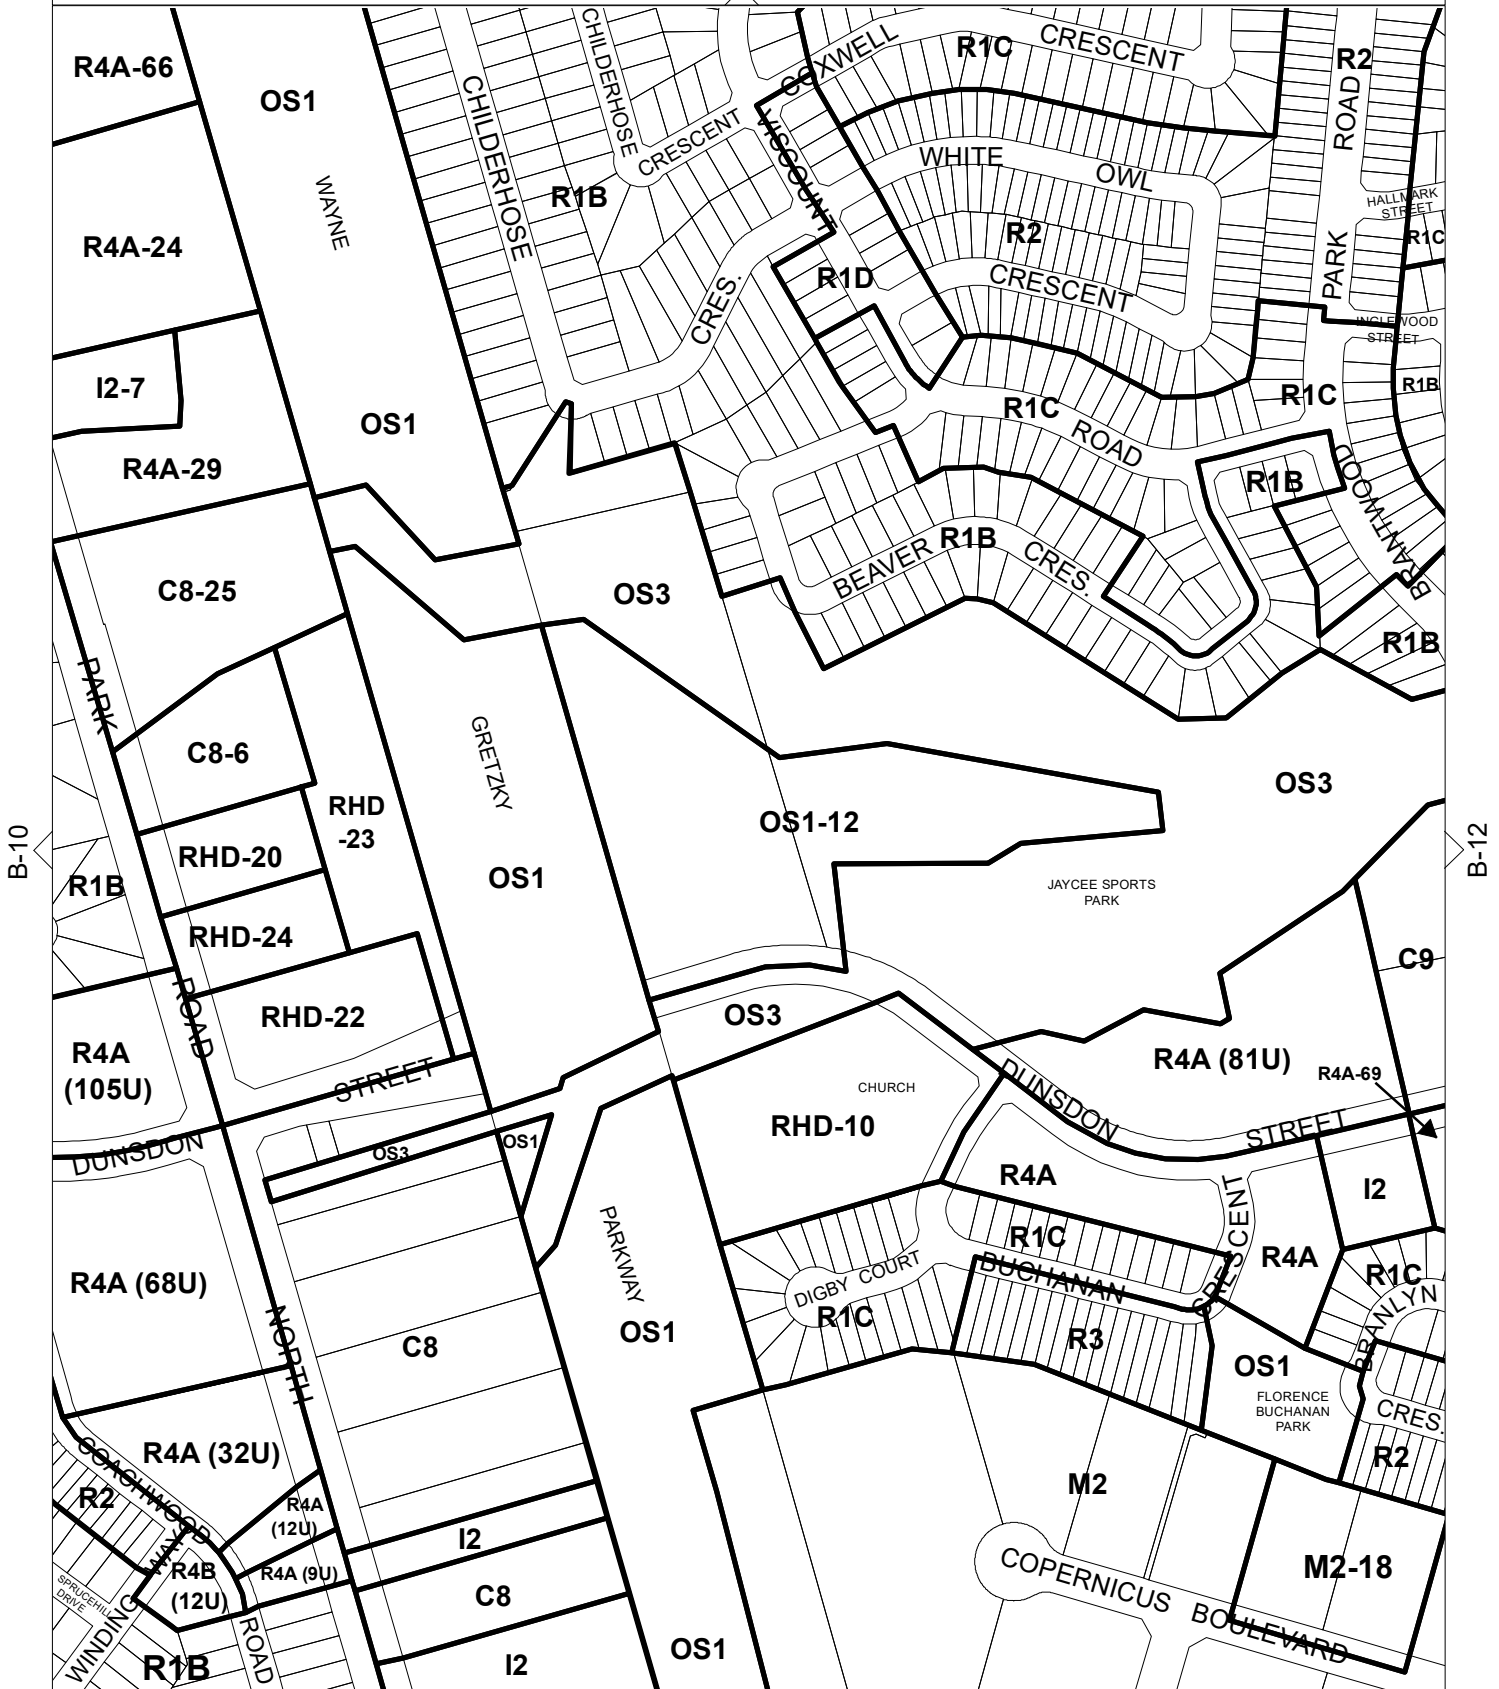 R4A-66
OS1
WAYNE
CHILDERHOSE
CHILDERHOSE
CRESCENT
COXWELL
R1C
CRESCENT
R2
ROAD
PARK
VISCOUNT
WHITE
OWL
HALLMARK
STREET
R1C
R1B
R4A-24
R2
R1D
CRESCENT
CRES.
INGLEWOOD
STREET
I2-7
OS1
R1C
ROAD
R1C
R1B
R4A-29
R1B
BRANTWOOD
C8-25
OS3
BEAVER
R1B
CRES.
R1B
PARK
C8-6
GRETZKY
OS3
RHD
-23
OS1-12
B-10
B-12
RHD-20
R1B
OS1
JAYCEE SPORTS
PARK
RHD-24
C9
ROAD
RHD-22
OS3
R4A
(105U)
STREET
CHURCH
DUNSDON
R4A (81U)
R4A-69
RHD-10
DUNSDON
STREET
OS3
OS1
R4A
I2
CRESCENT
R4A (68U)
PARKWAY
R1C
R4A
DIGBY COURT
BUCHANAN
R1C
BRANLYN
R1C
NORTH
C8
OS1
R3
OS1
FLORENCE
BUCHANAN
PARK
CRES.
COACHWOOD
R4A (32U)
R2
R2
M2
R4A
(12U)
I2
WAY
R4B
(12U)
R4A (9U)
COPERNICUS
BOULEVARD
M2-18
SPRUCEHILL
DRIVE
WINDING
C8
ROAD
R1B
I2
OS1